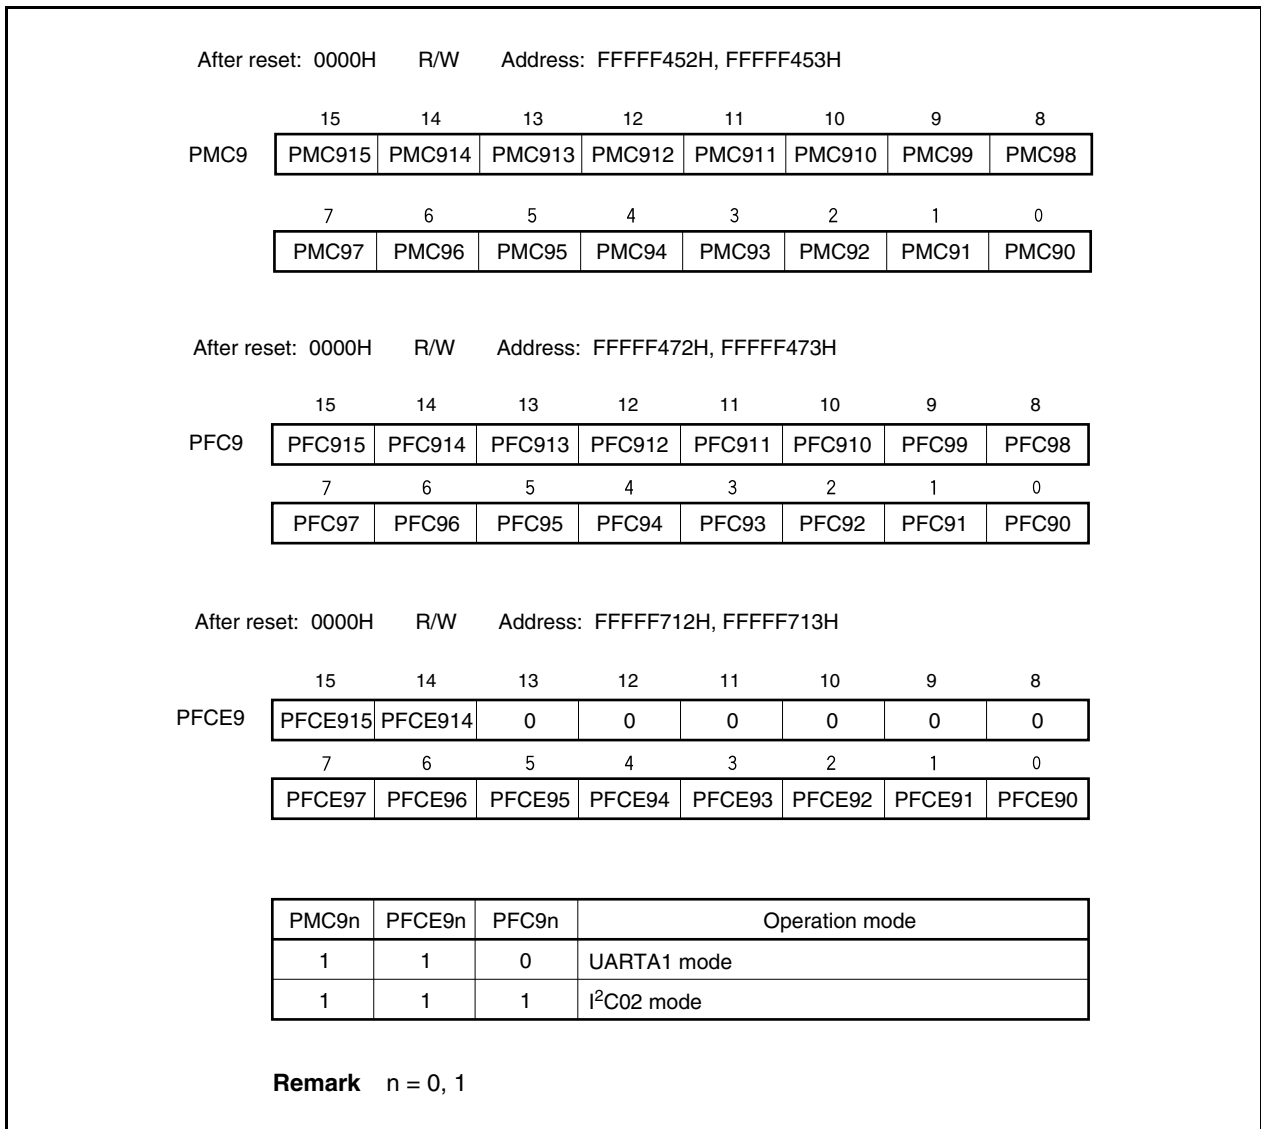 After reset: 0000H R/W Address: FFFFF452H, FFFFF453H
15 14 13 12 11 10 9 8
PMC9 PMC915 PMC914 PMC913 PMC912 PMC911 PMC910 PMC99 PMC98
7 6 5 4 3 2 1 0
PMC97 PMC96 PMC95 PMC94 PMC93 PMC92 PMC91 PMC90
After reset: 0000H R/W Address: FFFFF472H, FFFFF473H
15 14 13 12 11 10 9 8
PFC9 PFC915 PFC914 PFC913 PFC912 PFC911 PFC910 PFC99 PFC98
7 6 5 4 3 2 1 0
PFC97 PFC96 PFC95 PFC94 PFC93 PFC92 PFC91 PFC90
After reset: 0000H R/W Address: FFFFF712H, FFFFF713H
15 14 13 12 11 10 9 8
PFCE9 PFCE915 PFCE914 0 0 0 0 0 0
7 6 5 4 3 2 1 0
PFCE97 PFCE96 PFCE95 PFCE94 PFCE93 PFCE92 PFCE91 PFCE90
PMC9n PFCE9n PFC9n Operation mode
1 1 0 UARTA1 mode
1 1 1 I²C02 mode
Remark n = 0, 1